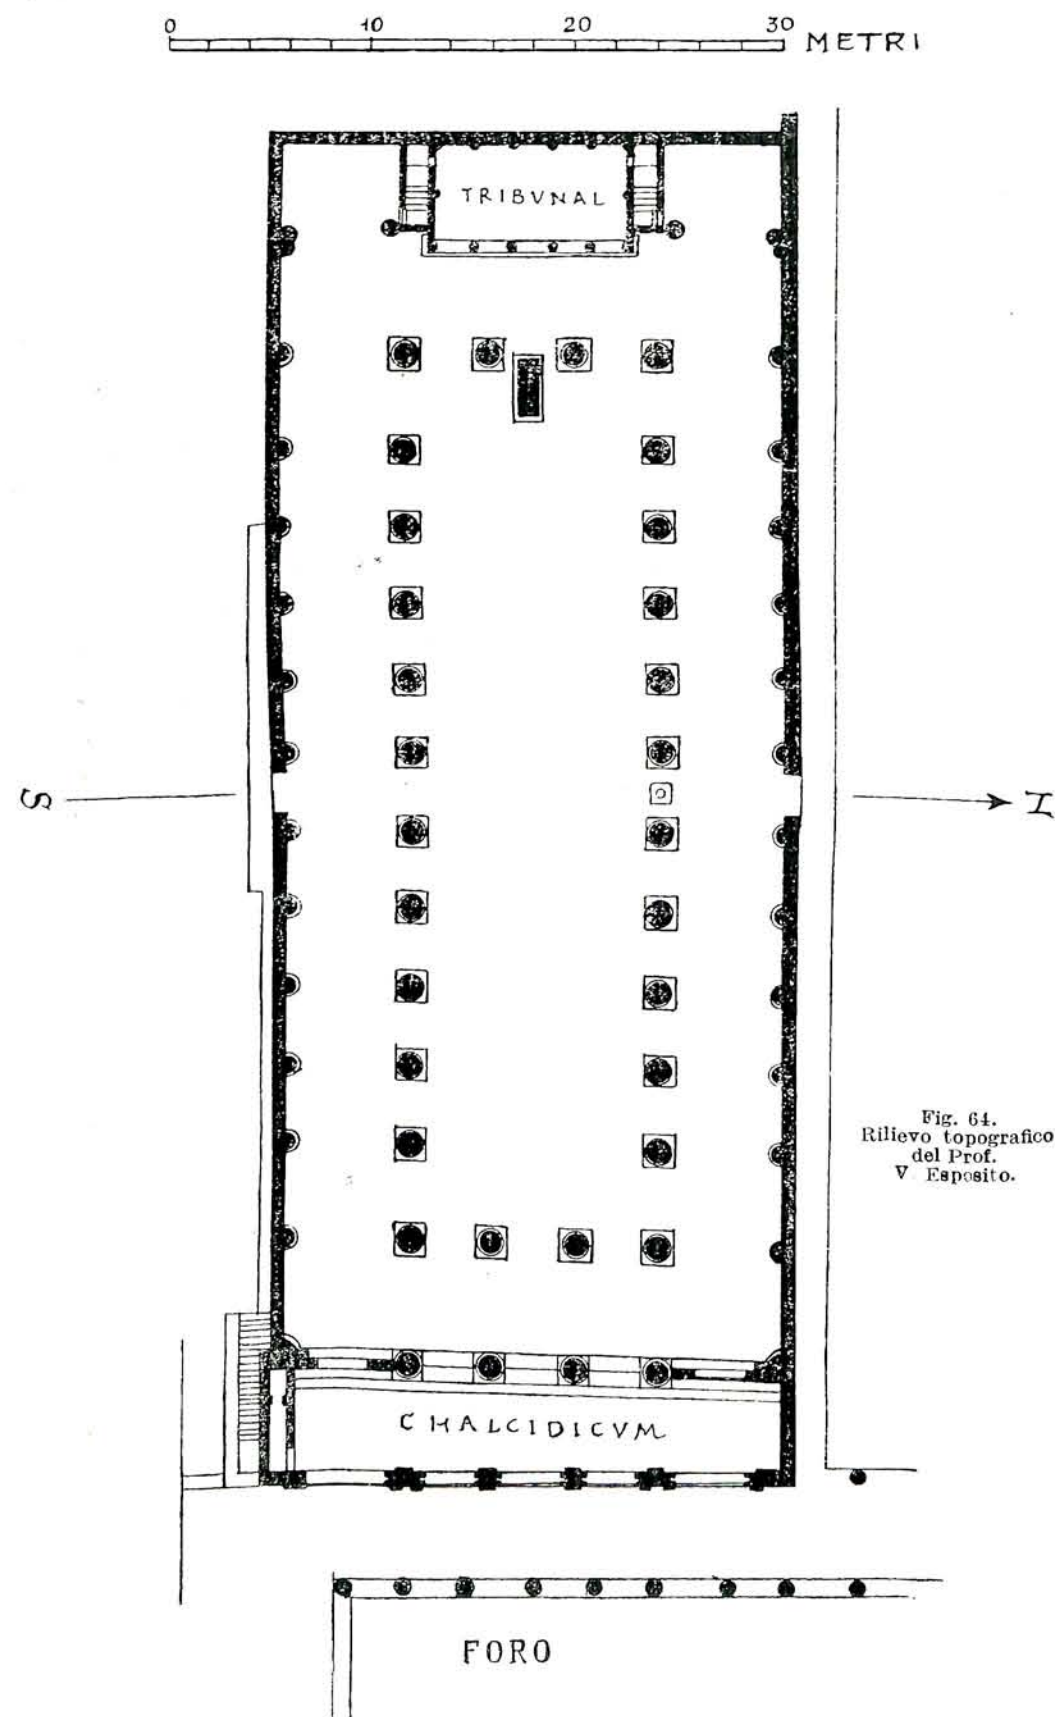 0 10 20 30 METRI
TRIBVNAL
S
N
Fig. 64.
Rilievo topografico
del Prof.
V. Esposito.
CHALCIDICVM
FORO